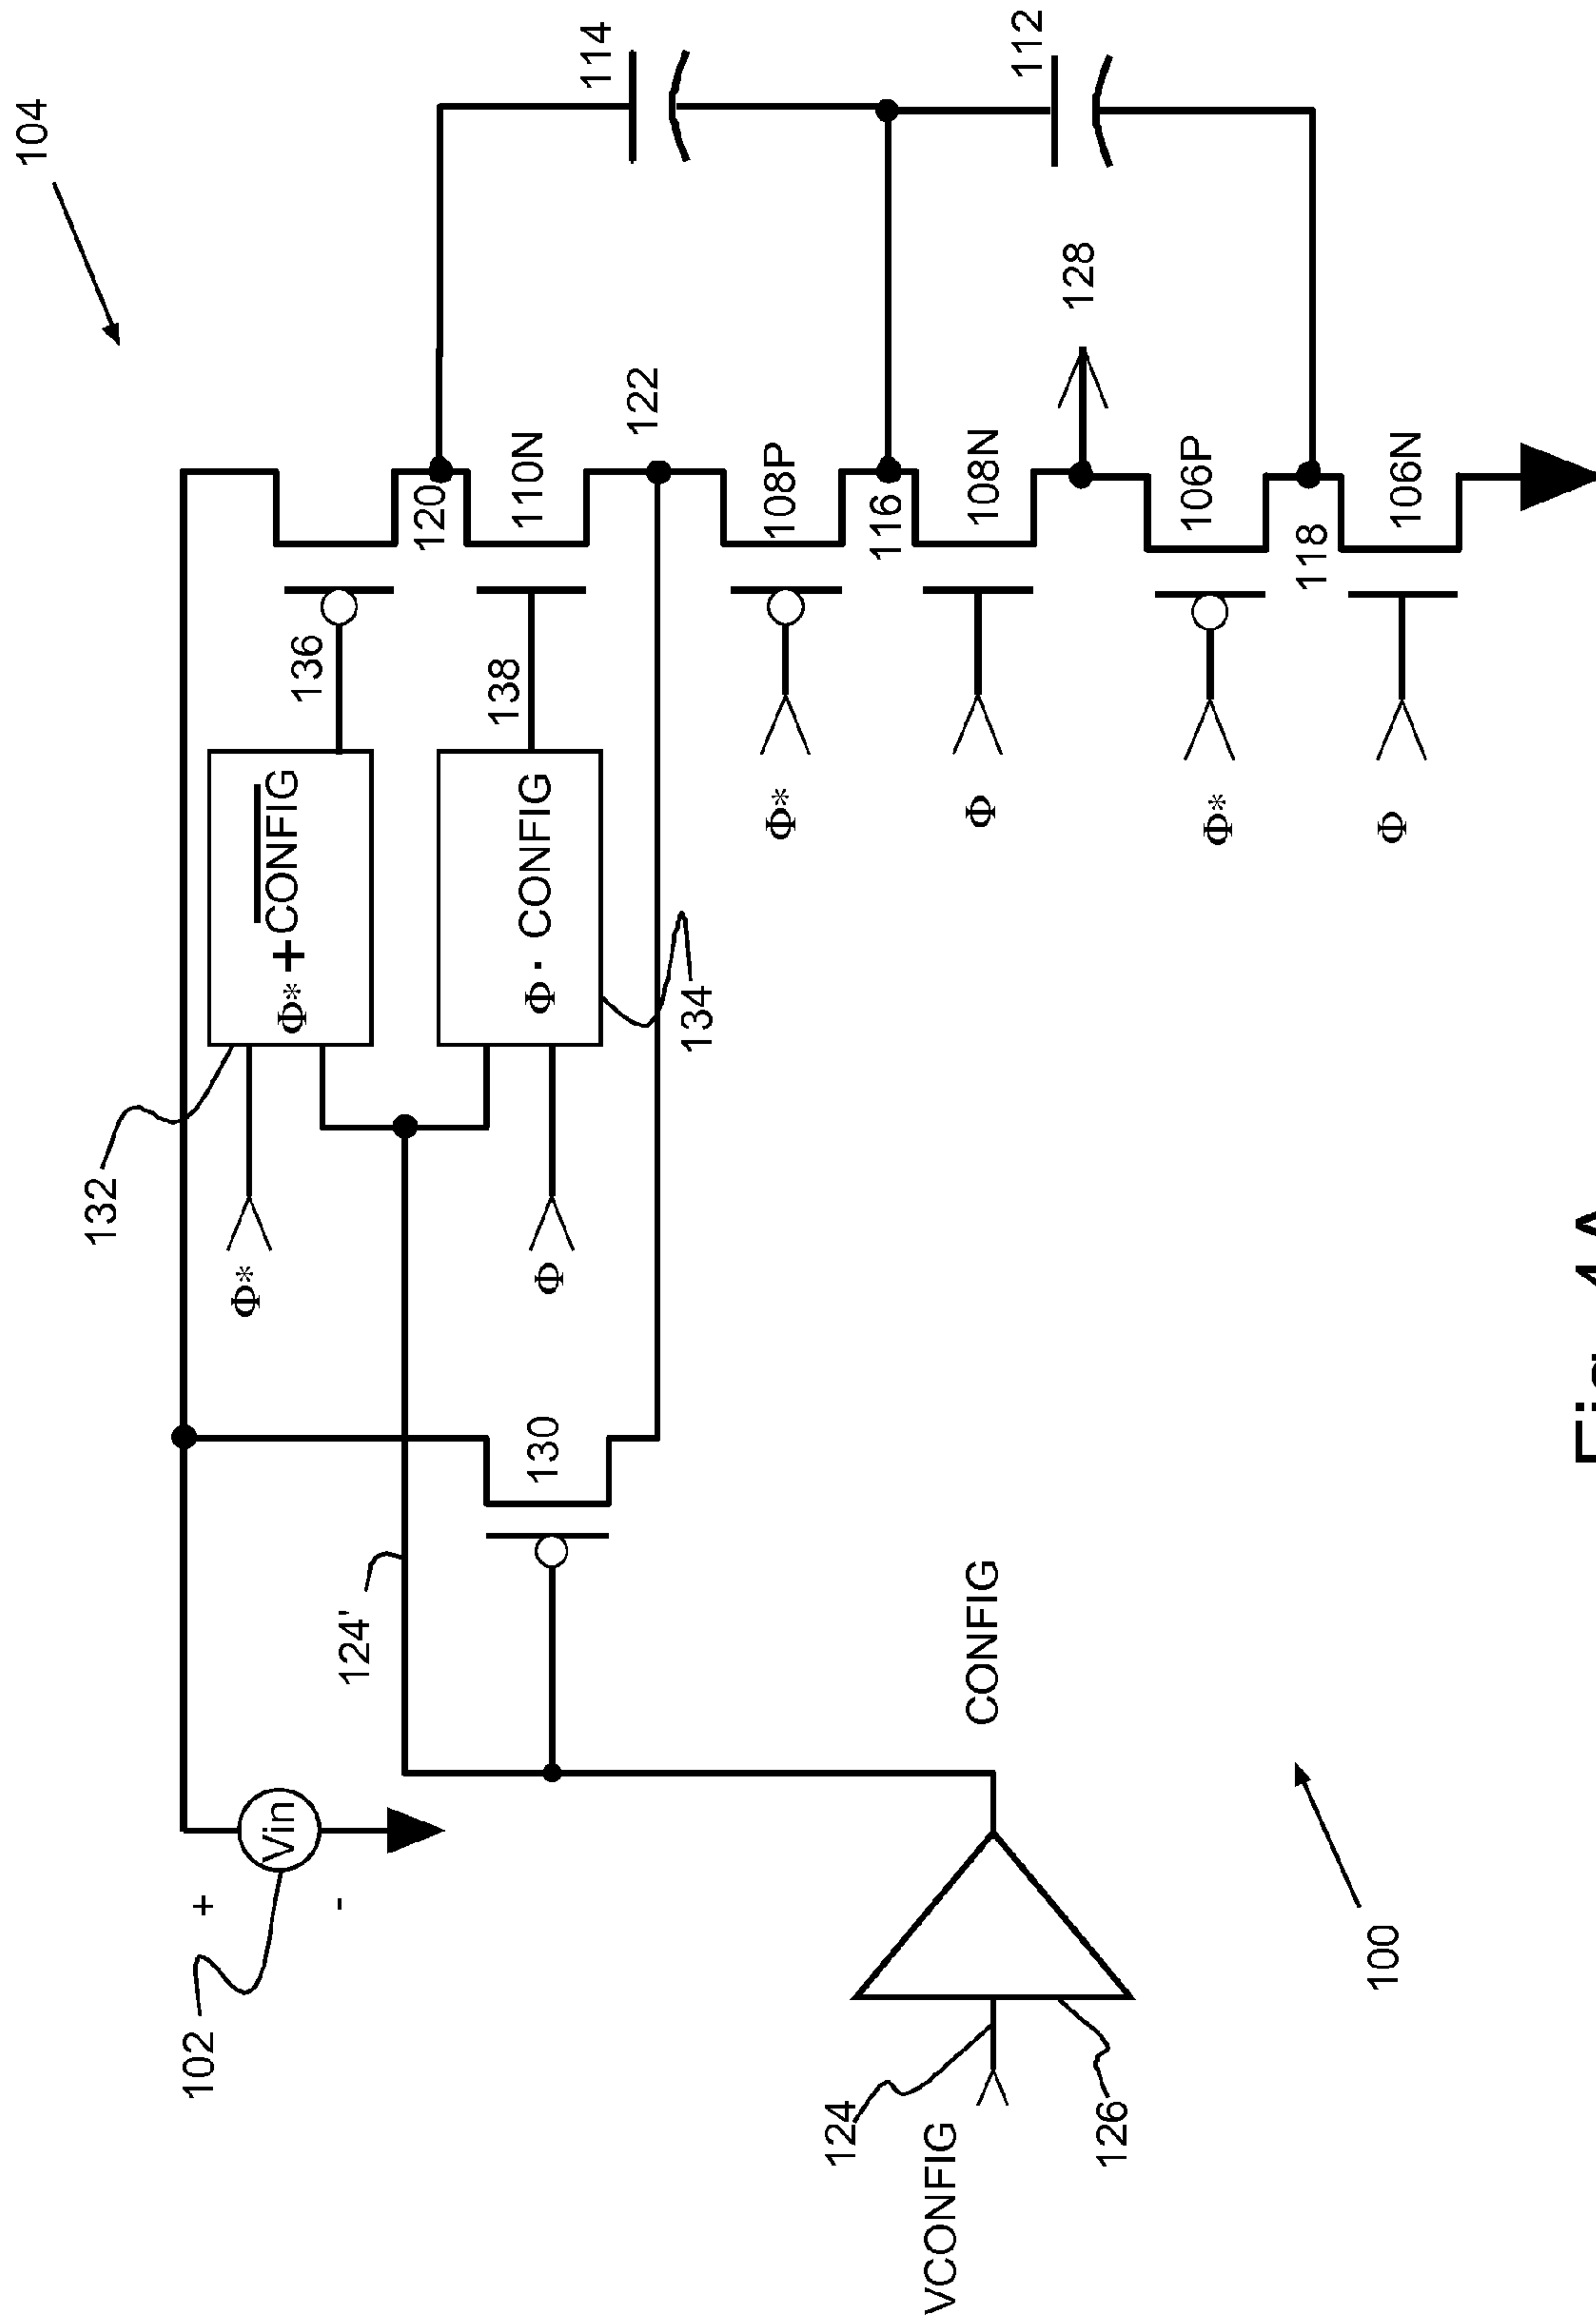 104
102
+
-
Vin
132
Φ*
Φ*+CONFIG
136
120
114
124'
130
Φ
Φ · CONFIG
134
138
110N
122
Φ*
108P
116
Φ
108N
128
112
Φ*
106P
118
Φ
106N
124
VCONFIG
126
CONFIG
100